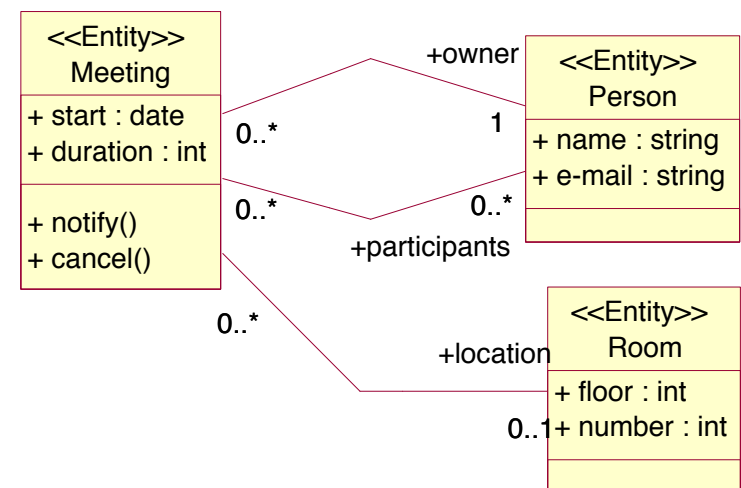 <<Entity>>
Meeting
+ start : date
+ duration : int
+ notify()
+ cancel()
+owner
0..*
1
<<Entity>>
Person
+ name : string
+ e-mail : string
0..*
0..*
+participants
0..*
+location
0..1
<<Entity>>
Room
+ floor : int
+ number : int